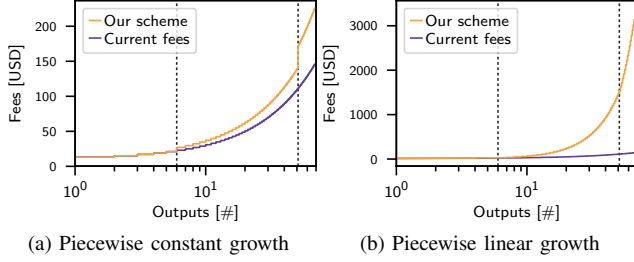 Fees [USD]
200
150
100
50
0
Our scheme
Current fees
10^0
10^1
Outputs [#]
(a) Piecewise constant growth
Fees [USD]
3000
2000
1000
0
Our scheme
Current fees
10^0
10^1
Outputs [#]
(b) Piecewise linear growth